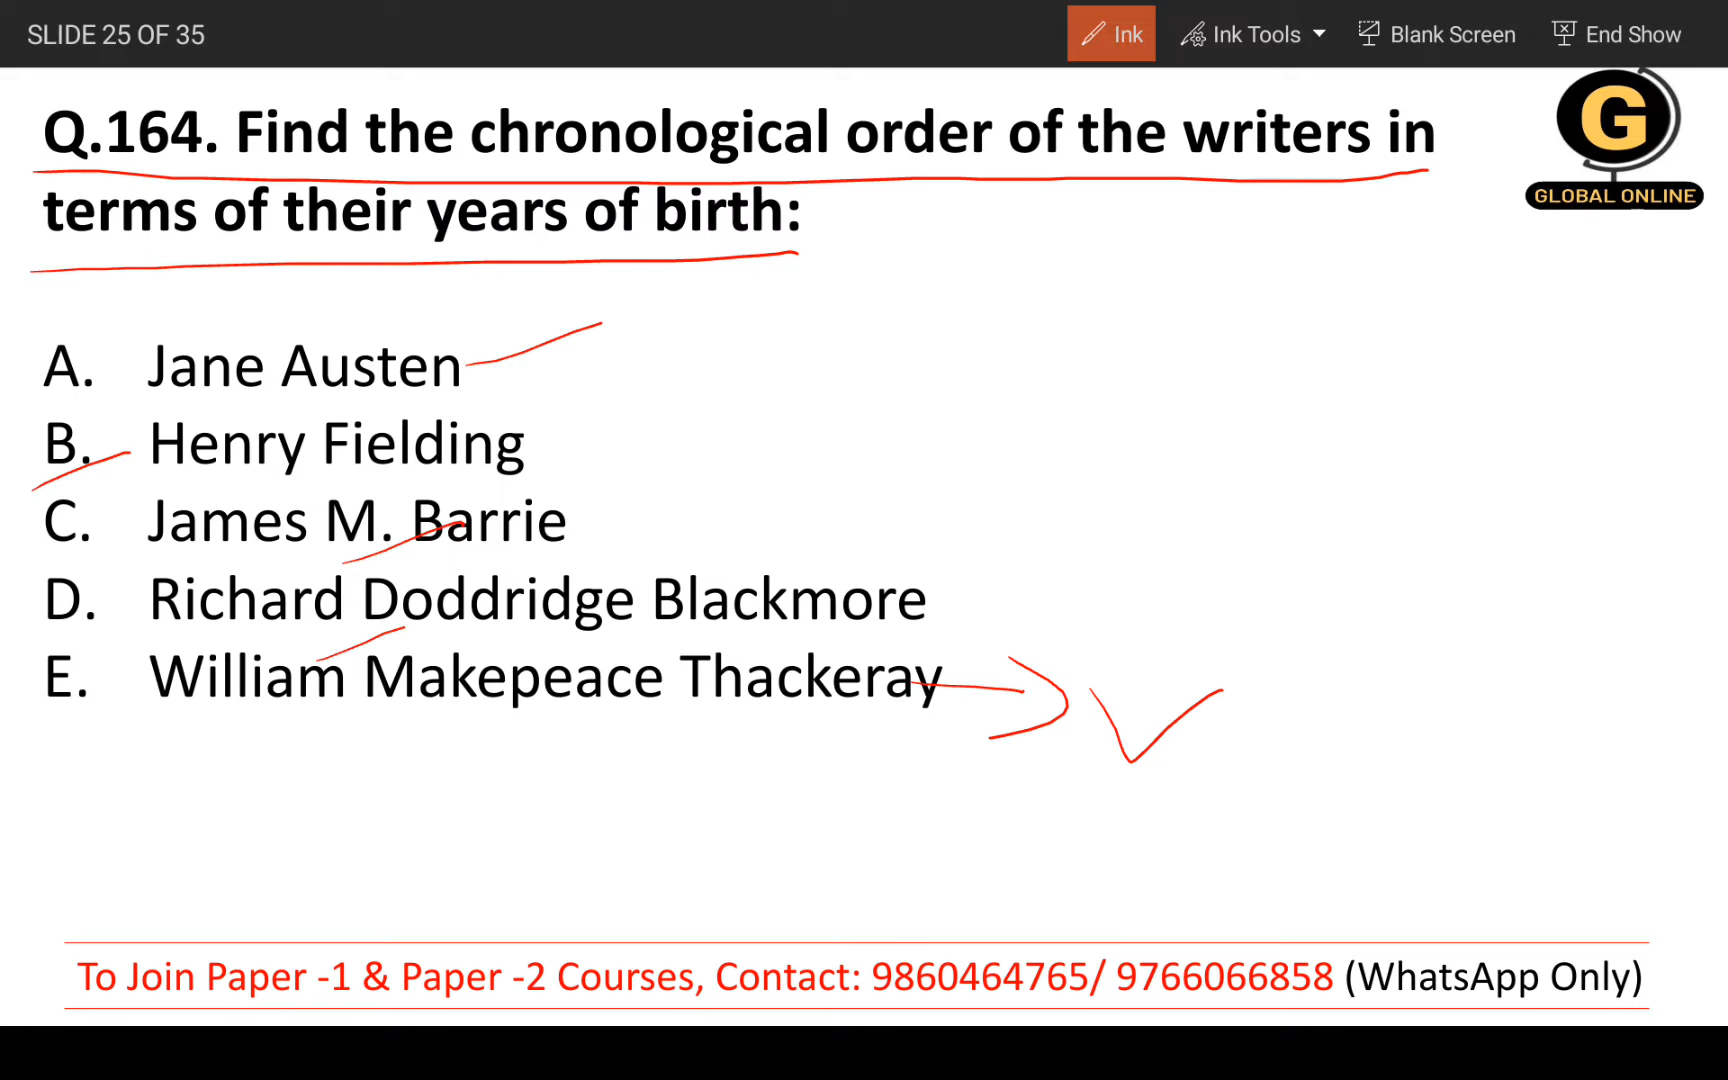 SLIDE 25 OF 35
Ink
Ink Tools
Blank Screen
End Show
G
GLOBAL ONLINE
Q.164. Find the chronological order of the writers in
terms of their years of birth:
A. Jane Austen
B. Henry Fielding
C. James M. Barrie
D. Richard Doddridge Blackmore
E. William Makepeace Thackeray
To Join Paper -1 & Paper -2 Courses, Contact: 9860464765/ 9766066858 (WhatsApp Only)